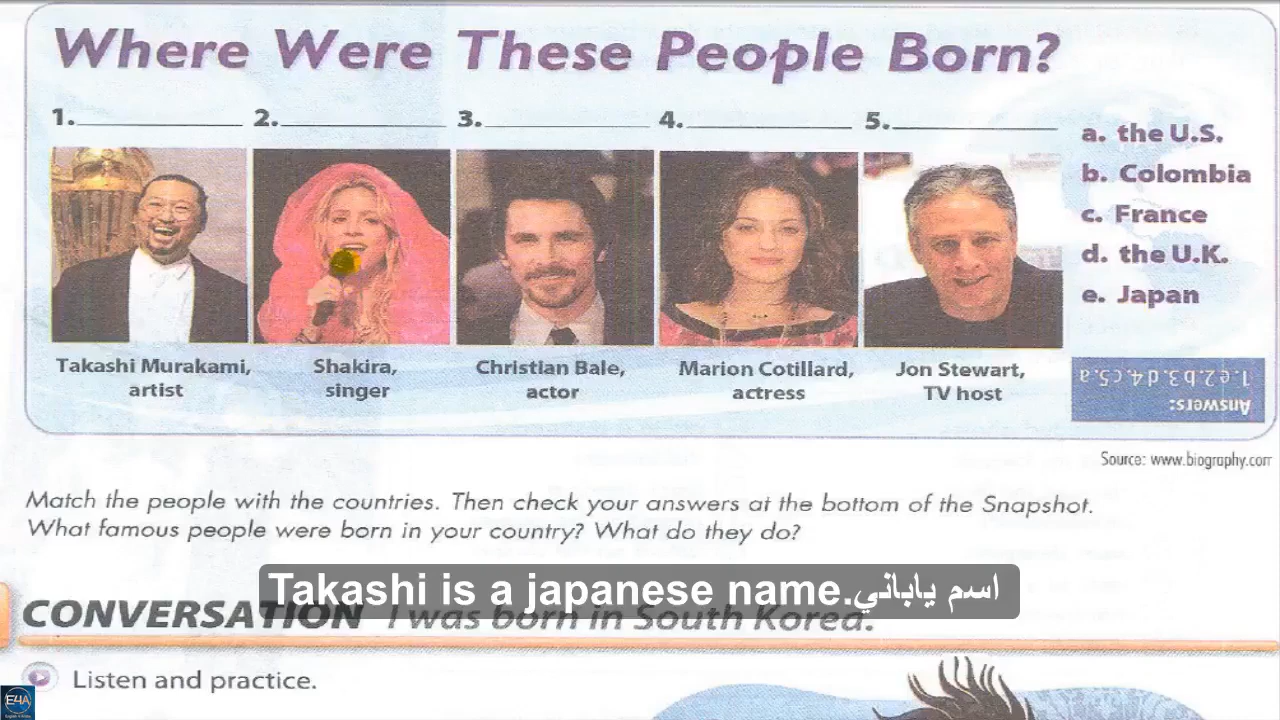 Where Were These People Born?
1.
2.
3.
4.
5.
a. the U.S.
b. Colombia
c. France
d. the U.K.
e. Japan
Takashi Murakami,
artist
Shakira,
singer
Christian Bale,
actor
Marion Cotillard,
actress
Jon Stewart,
TV host
Answers:
1. e 2. b 3. d 4. c 5. a
Source: www.biography.com
Match the people with the countries. Then check your answers at the bottom of the Snapshot.
What famous people were born in your country? What do they do?
Takashi is a japanese name.اسم ياباني
CONVERSATION I was born in South Korea.
Listen and practice.
E4A